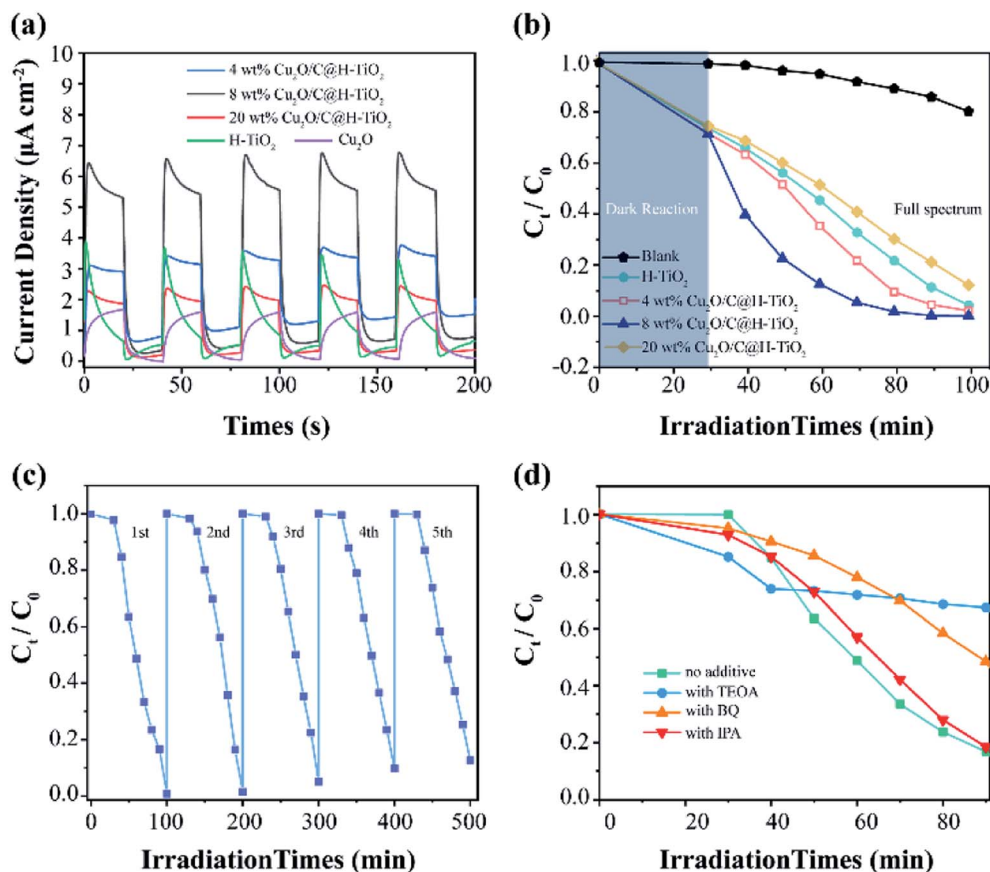 (a)
10
9
8
7
6
5
4
3
2
1
0
Current Density (µA cm⁻²)
4 wt% Cu₂O/C@H-TiO₂
8 wt% Cu₂O/C@H-TiO₂
20 wt% Cu₂O/C@H-TiO₂
H-TiO₂ Cu₂O
0 50 100 150 200
Times (s)
(b)
1.0
0.8
0.6
0.4
0.2
0.0
-0.2
Cₜ / C₀
Dark Reaction
Full spectrum
Blank
H-TiO₂
4 wt% Cu₂O/C@H-TiO₂
8 wt% Cu₂O/C@H-TiO₂
20 wt% Cu₂O/C@H-TiO₂
0 20 40 60 80 100
IrradiationTimes (min)
(c)
1.0
0.8
0.6
0.4
0.2
0.0
Cₜ / C₀
1st 2nd 3rd 4th 5th
0 100 200 300 400 500
IrradiationTimes (min)
(d)
1.0
0.8
0.6
0.4
0.2
0.0
Cₜ / C₀
no additive
with TEOA
with BQ
with IPA
0 20 40 60 80
IrradiationTimes (min)